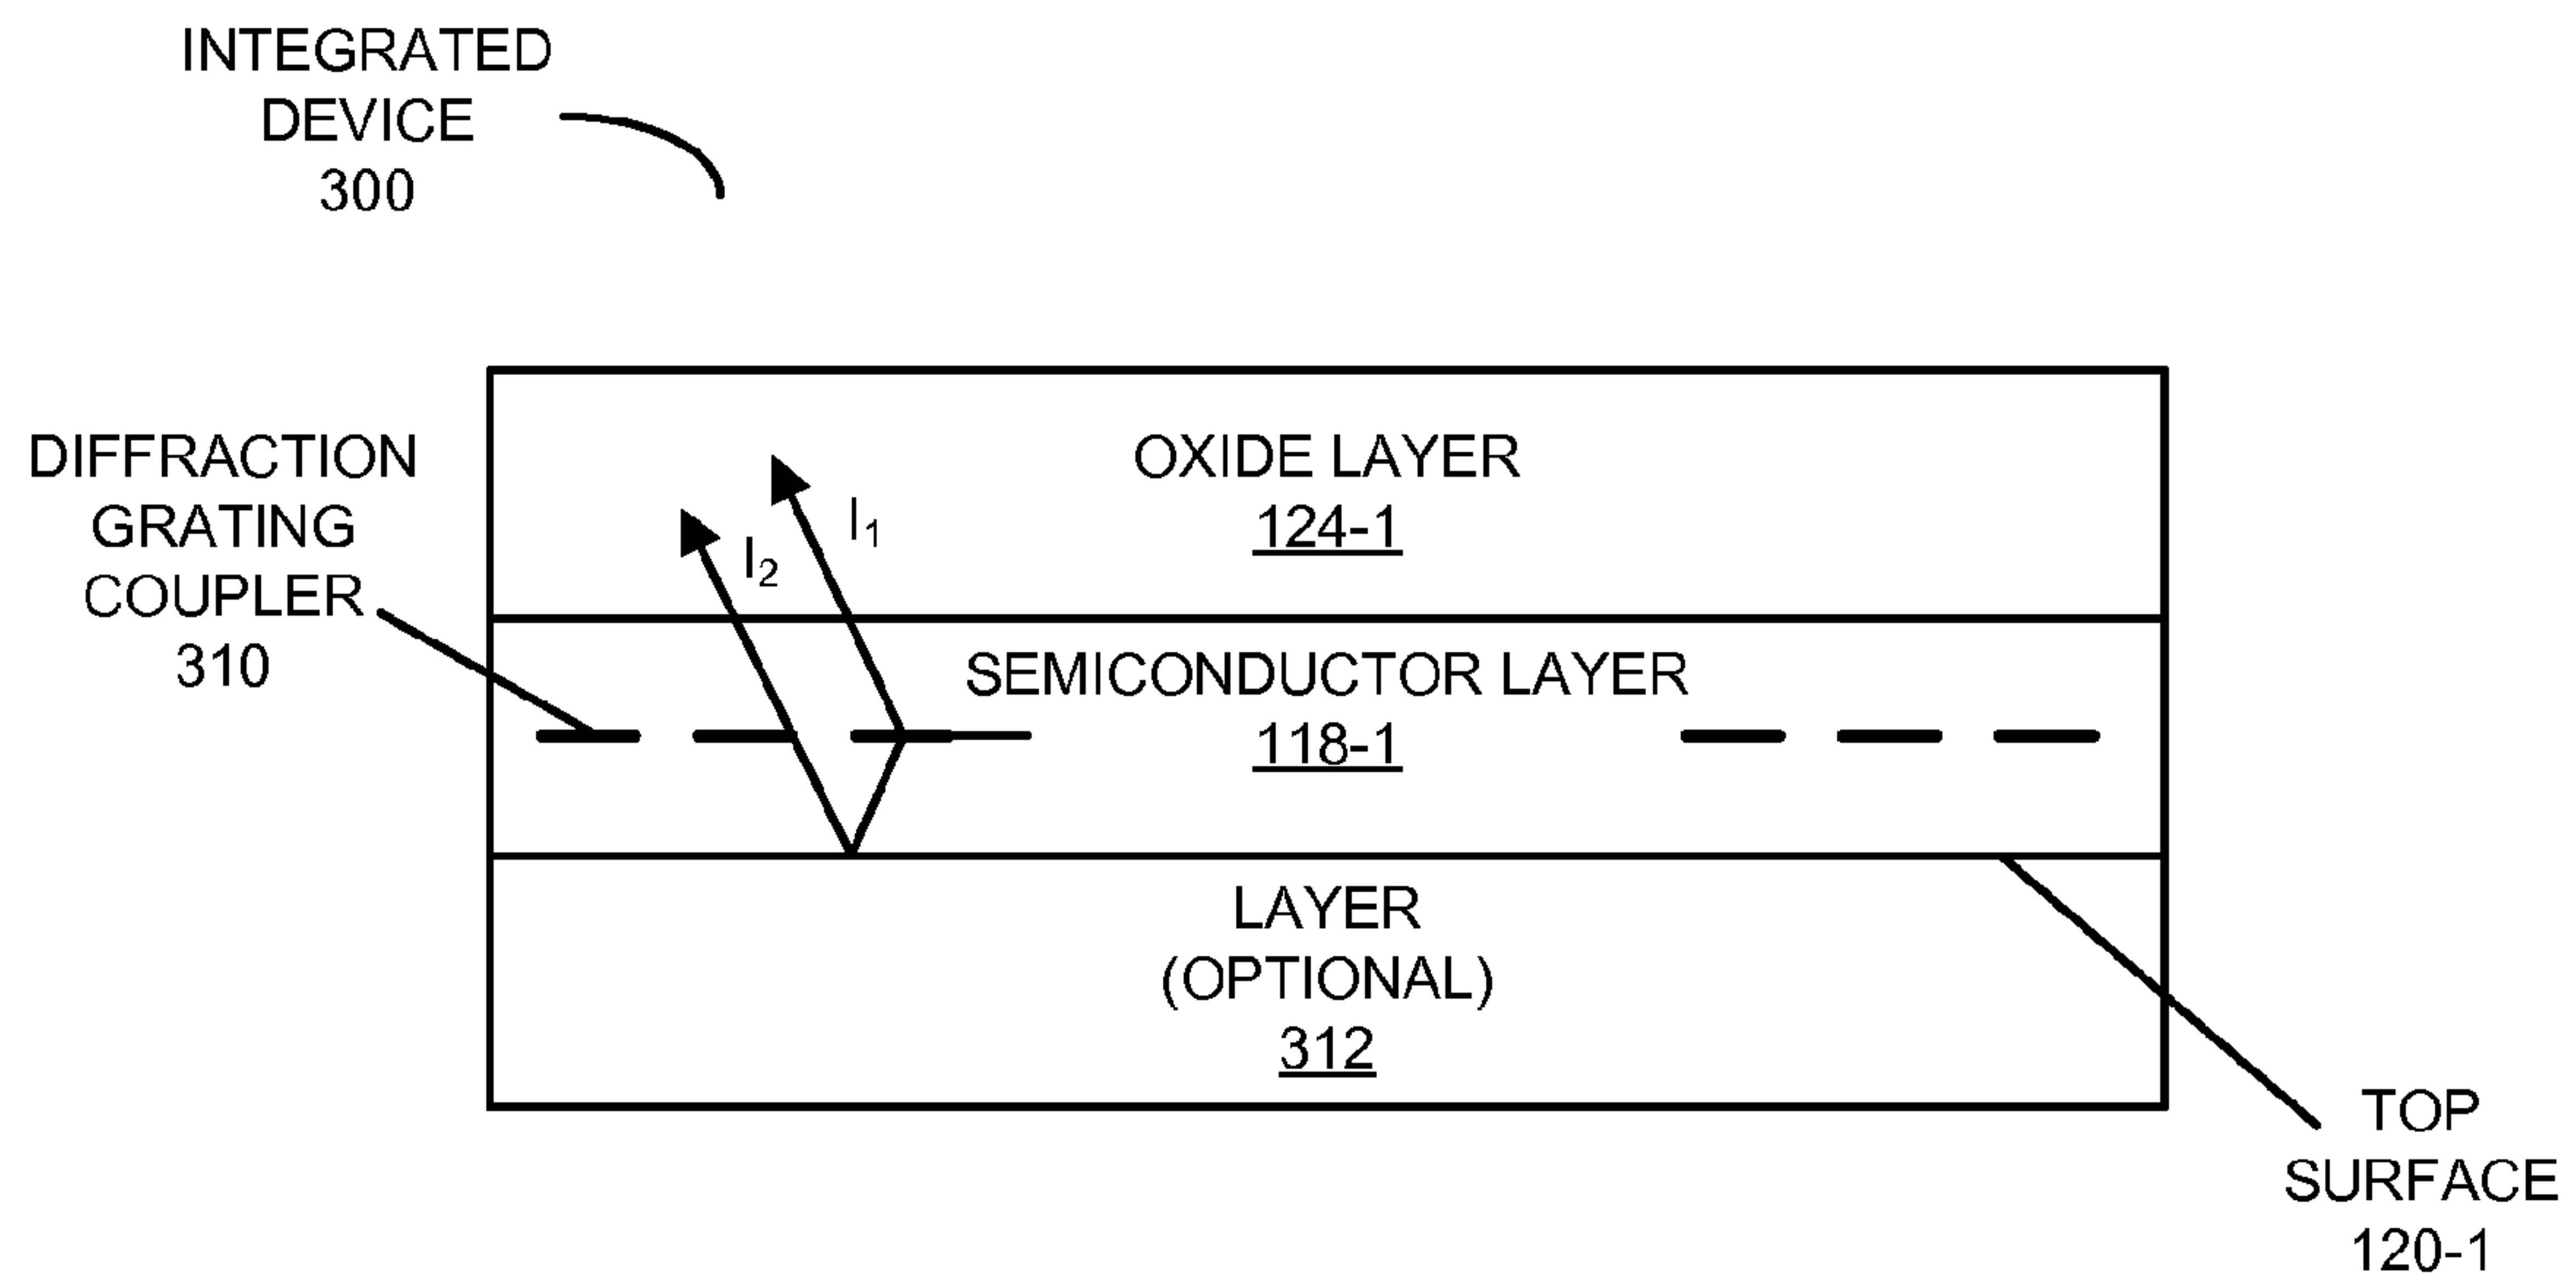 INTEGRATED
DEVICE
300
DIFFRACTION
GRATING
COUPLER
310
OXIDE LAYER
124-1
I1
I2
SEMICONDUCTOR LAYER
118-1
LAYER
(OPTIONAL)
312
TOP
SURFACE
120-1